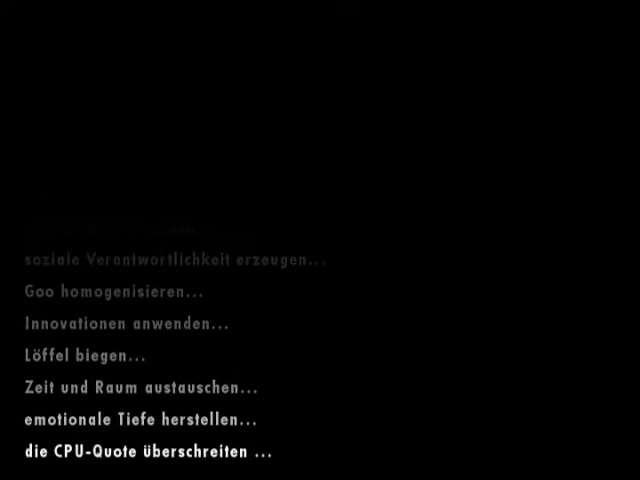 soziale Verantwortlichkeit erzeugen...
Goo homogenisieren...
Innovationen anwenden...
Löffel biegen...
Zeit und Raum austauschen...
emotionale Tiefe herstellen...
die CPU-Quote überschreiten ...